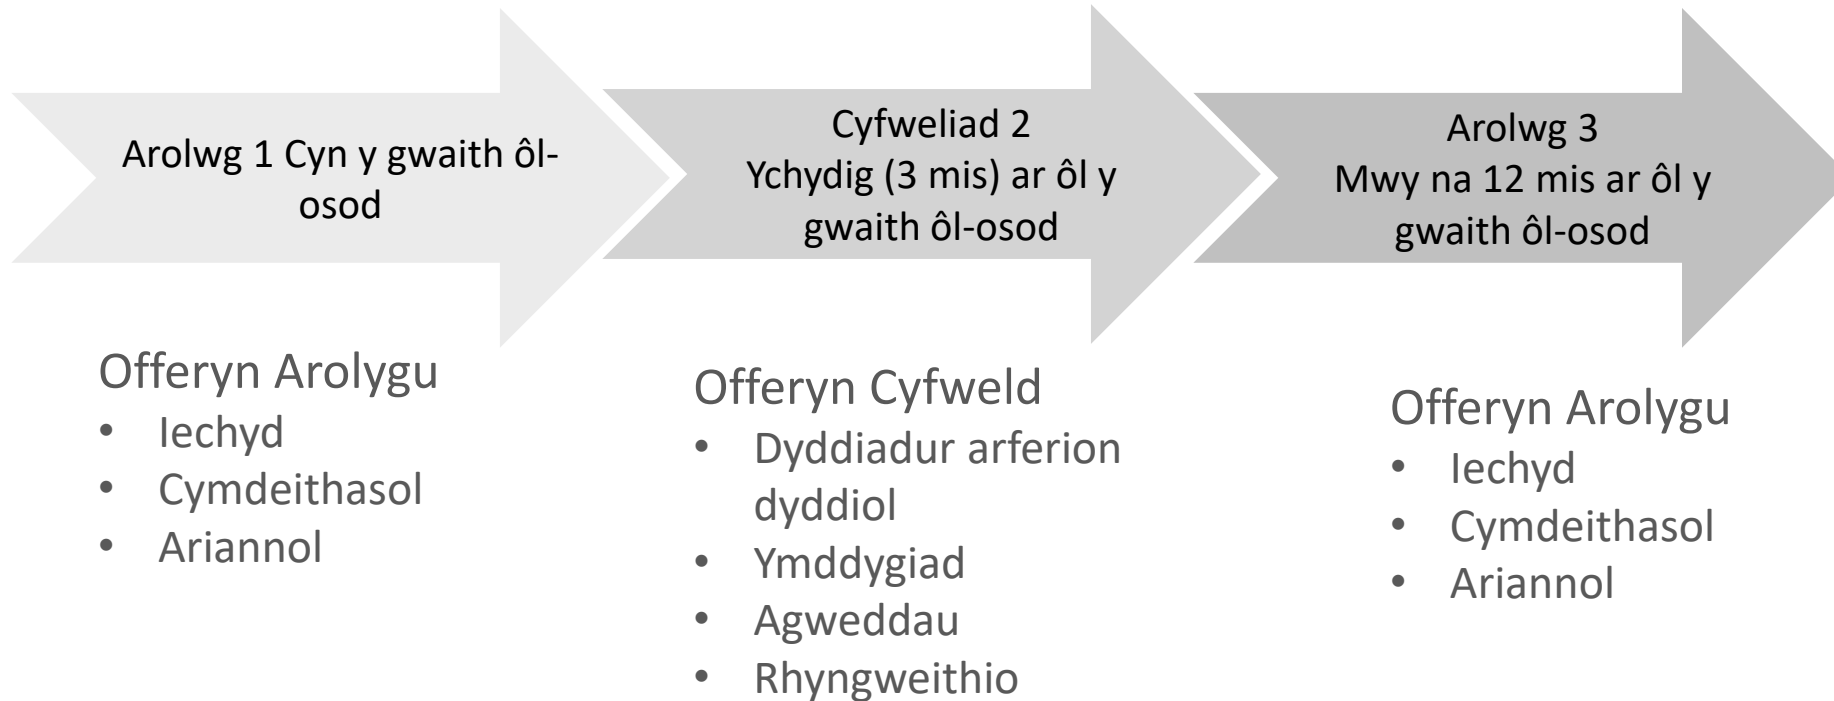 Arolwg 1 Cyn y gwaith ôl-
osod
Cyfweliad 2
Ychydig (3 mis) ar ôl y
gwaith ôl-osod
Arolwg 3
Mwy na 12 mis ar ôl y
gwaith ôl-osod
Offeryn Arolygu
• Iechyd
• Cymdeithasol
• Ariannol
Offeryn Cyfweld
• Dyddiadur arferion
dyddiol
• Ymddygiad
• Agweddau
• Rhyngweithio
Offeryn Arolygu
• Iechyd
• Cymdeithasol
• Ariannol